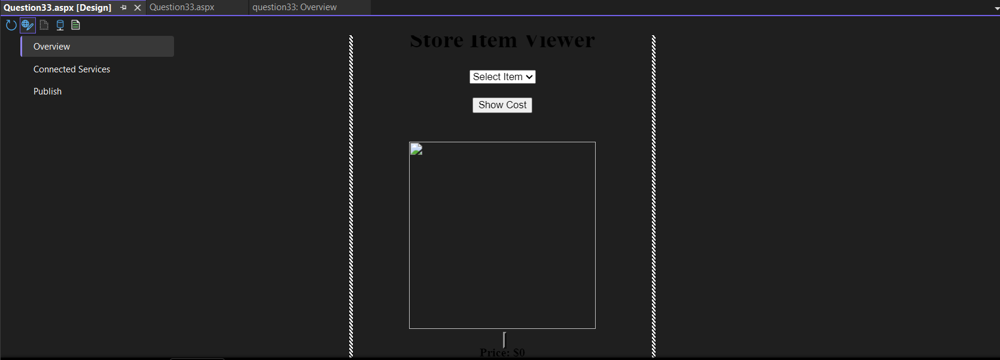 Question33.aspx [Design]
Question33.aspx
question33: Overview
Overview
Connected Services
Publish
Store Item Viewer
Select Item
Show Cost
Price: $0